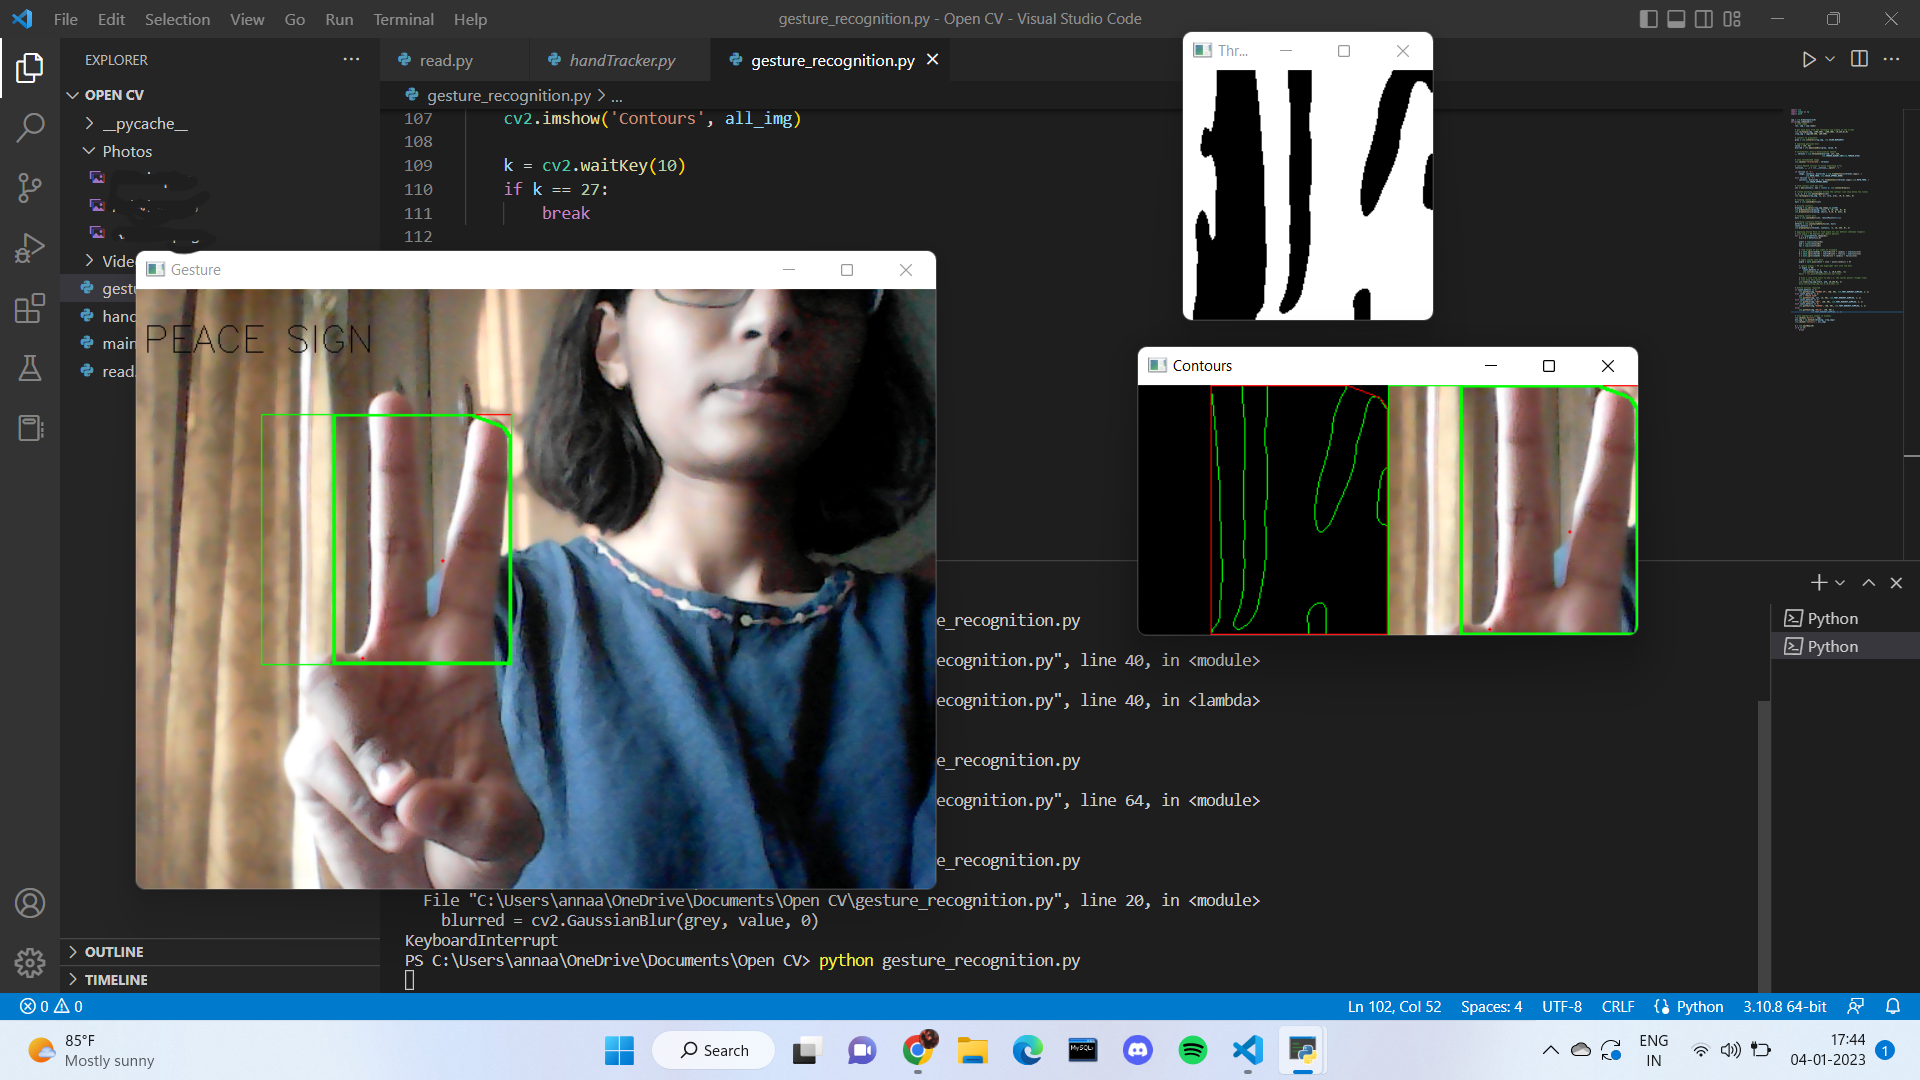 File Edit Selection View Go Run Terminal Help
gesture_recognition.py - Open CV - Visual Studio Code
EXPLORER
OPEN CV
__pycache__
Photos
OUTLINE
TIMELINE
read.py
handTracker.py
gesture_recognition.py
gesture_recognition.py > ...
107 cv2.imshow('Contours', all_img)
108
109 k = cv2.waitKey(10)
110 if k == 27:
111 break
112
Gesture
PEACE SIGN
Thr...
Contours
e_recognition.py
ecognition.py", line 40, in <module>
ecognition.py", line 40, in <lambda>
e_recognition.py
ecognition.py", line 64, in <module>
e_recognition.py
File "C:\Users\annaa\OneDrive\Documents\Open CV\gesture_recognition.py", line 20, in <module>
blurred = cv2.GaussianBlur(grey, value, 0)
KeyboardInterrupt
PS C:\Users\annaa\OneDrive\Documents\Open CV> python gesture_recognition.py
Python
Python
0 0
Ln 102, Col 52 Spaces: 4 UTF-8 CRLF Python 3.10.8 64-bit
85°F
Mostly sunny
Search
MySQL
ENG
IN
17:44
04-01-2023
1